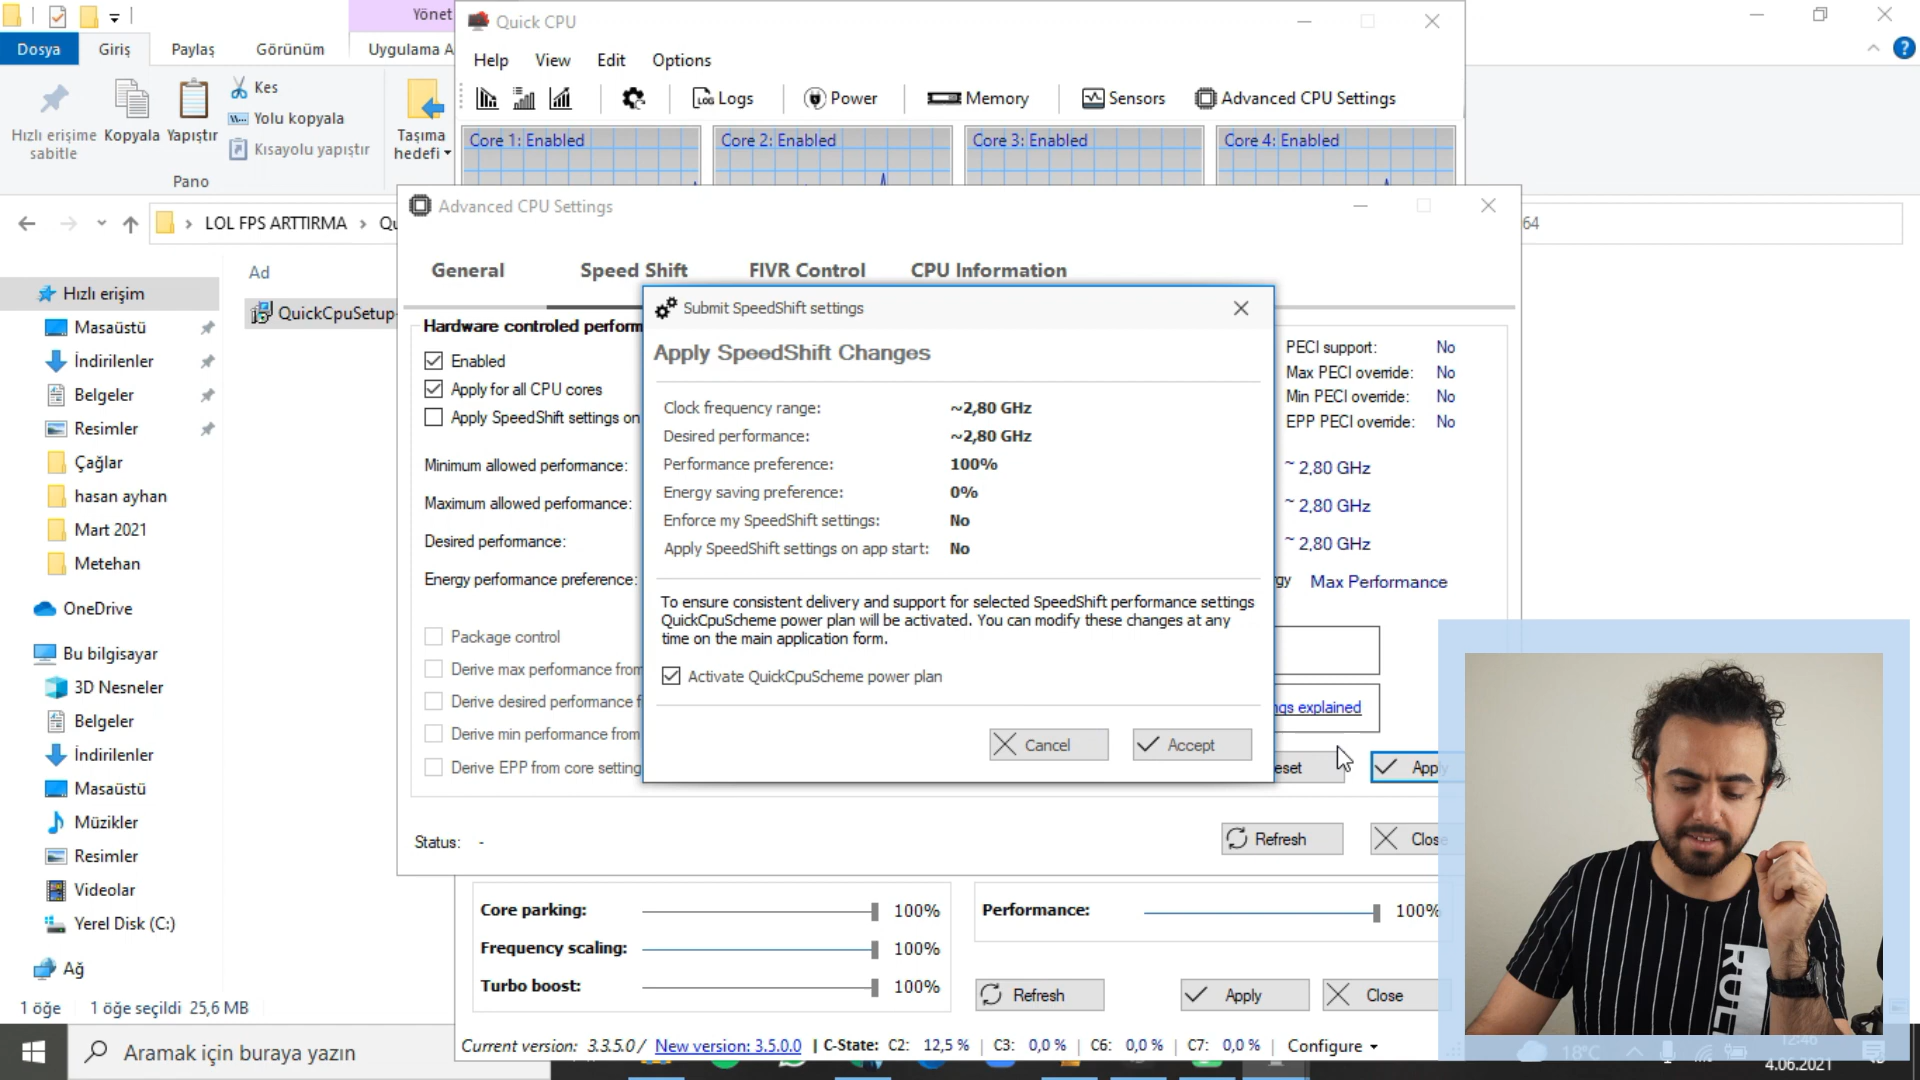 Yönet
Dosya Giriş Paylaş Görünüm Uygulama A
Hızlı erişime sabitle
Kopyala
Yapıştır
Kes
Yolu kopyala
Kısayolu yapıştır
Taşıma hedefi
Pano
LOL FPS ARTTIRMA
64
Ad
QuickCpuSetup-
Hızlı erişim
Masaüstü
İndirilenler
Belgeler
Resimler
Çağlar
hasan ayhan
Mart 2021
Metehan
OneDrive
Bu bilgisayar
3D Nesneler
Belgeler
İndirilenler
Masaüstü
Müzikler
Resimler
Videolar
Yerel Disk (C:)
Ağ
1 öğe 1 öğe seçildi 25,6 MB
Aramak için buraya yazın
Quick CPU
Help View Edit Options
Logs Power Memory Sensors Advanced CPU Settings
Core 1: Enabled Core 2: Enabled Core 3: Enabled Core 4: Enabled
Advanced CPU Settings
General Speed Shift FIVR Control CPU Information
Hardware controled perform
Enabled
Apply for all CPU cores
Apply SpeedShift settings on
Minimum allowed performance:
Maximum allowed performance:
Desired performance:
Energy performance preference:
Package control
Derive max performance from
Derive desired performance f
Derive min performance from
Derive EPP from core setting
Status: -
Submit SpeedShift settings
Apply SpeedShift Changes
Clock frequency range: ~2,80 GHz
Desired performance: ~2,80 GHz
Performance preference: 100%
Energy saving preference: 0%
Enforce my SpeedShift settings: No
Apply SpeedShift settings on app start: No
To ensure consistent delivery and support for selected SpeedShift performance settings
QuickCpuScheme power plan will be activated. You can modify these changes at any
time on the main application form.
Activate QuickCpuScheme power plan
Cancel Accept
PECI support: No
Max PECI override: No
Min PECI override: No
EPP PECI override: No
~ 2,80 GHz
~ 2,80 GHz
~ 2,80 GHz
gy Max Performance
ngs explained
eset Apply
Refresh Close
Core parking: 100%
Frequency scaling: 100%
Turbo boost: 100%
Performance: 100%
Refresh Apply Close
Current version: 3.3.5.0 / New version: 3.5.0.0 | C-State: C2: 12,5 % | C3: 0,0 % | C6: 0,0 % | C7: 0,0 % | Configure
18°C
12:46
4.06.2021